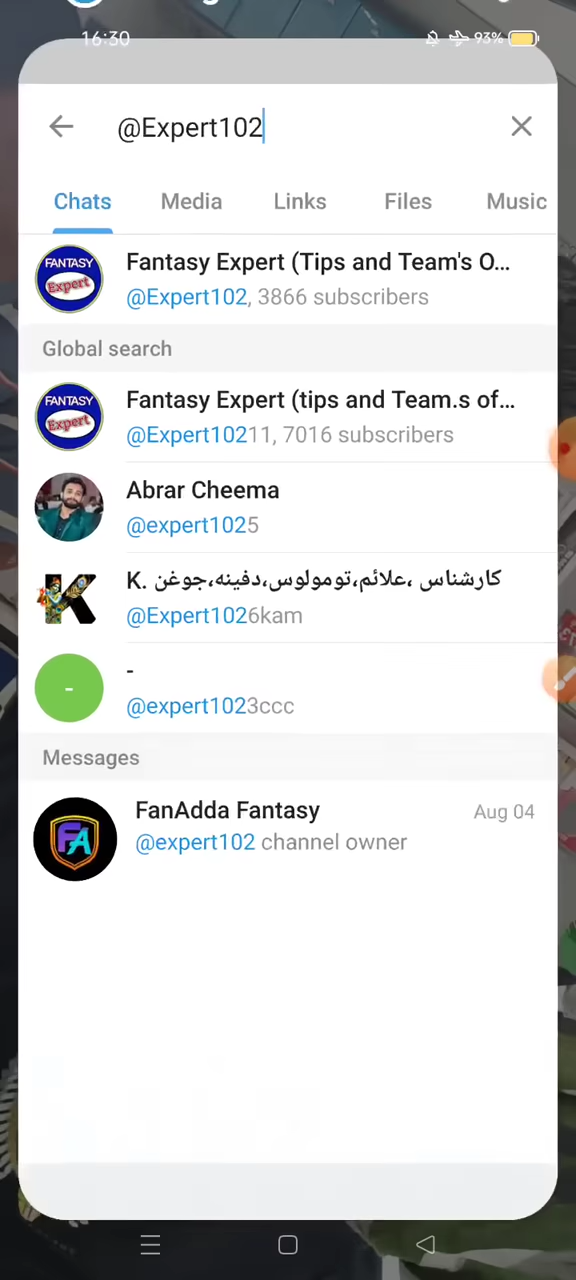 16:30
93%
@Expert102
Chats Media Links Files Music
FANTASY
Expert
Fantasy Expert (Tips and Team's O...
@Expert102, 3866 subscribers
Global search
FANTASY
Expert
Fantasy Expert (tips and Team.s of...
@Expert10211, 7016 subscribers
Abrar Cheema
@expert1025
K
K. کارشناس ،علائم،تومولوس،دفینه،جوغن
@Expert1026kam
-
-
@expert1023ccc
Messages
FA
FanAdda Fantasy
Aug 04
@expert102 channel owner